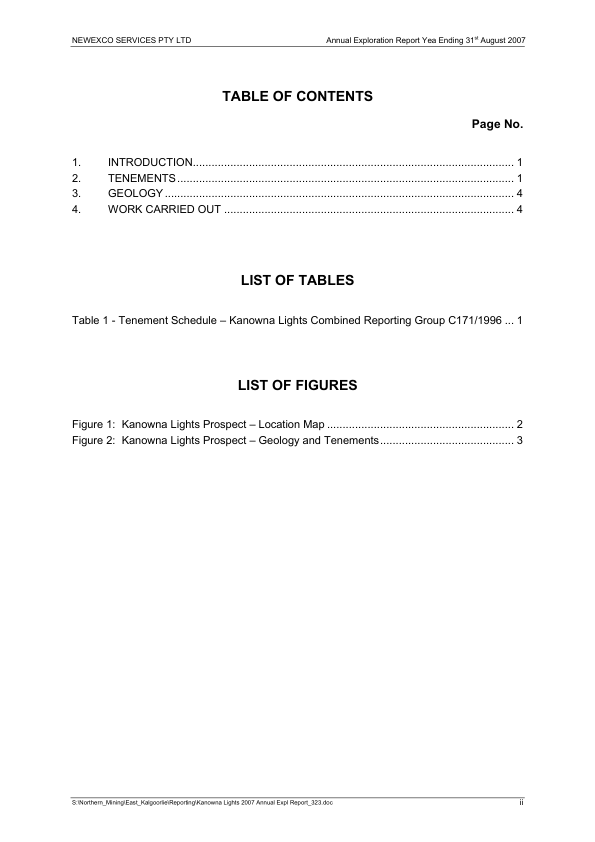 NEWEXCO SERVICES PTY LTD Annual Exploration Report Yea Ending 31st August 2007
TABLE OF CONTENTS
Page No.
1. INTRODUCTION....................................................................................................... 1
2. TENEMENTS............................................................................................................ 1
3. GEOLOGY................................................................................................................ 4
4. WORK CARRIED OUT ............................................................................................. 4
LIST OF TABLES
Table 1 - Tenement Schedule – Kanowna Lights Combined Reporting Group C171/1996 ... 1
LIST OF FIGURES
Figure 1: Kanowna Lights Prospect – Location Map ............................................................ 2
Figure 2: Kanowna Lights Prospect – Geology and Tenements........................................... 3
S:\Northern_Mining\East_Kalgoorlie\Reporting\Kanowna Lights 2007 Annual Expl Report_323.doc ii